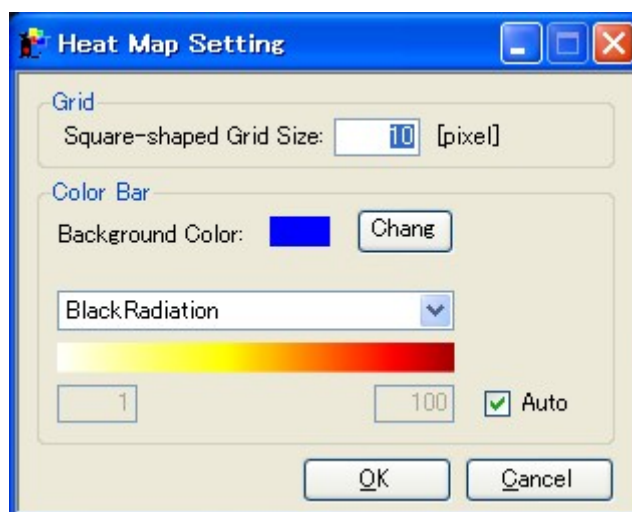 Heat Map Setting
Grid
Square-shaped Grid Size: 10 [pixel]
Color Bar
Background Color: Chang
BlackRadiation
1 100 Auto
OK Cancel